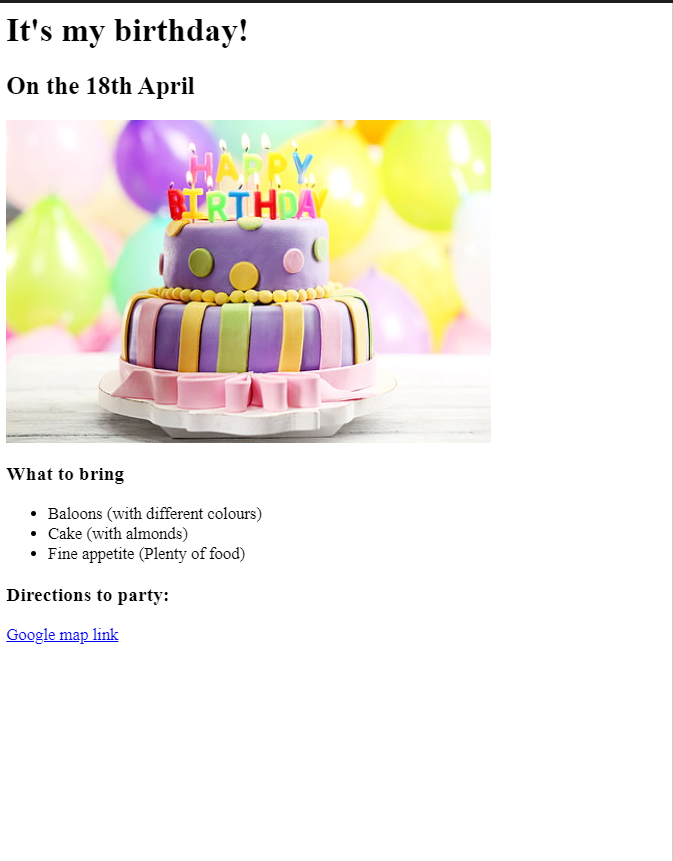 It's my birthday!
On the 18th April
HAPPY
BIRTHDAY
What to bring
Baloons (with different colours)
Cake (with almonds)
Fine appetite (Plenty of food)
Directions to party:
Google map link